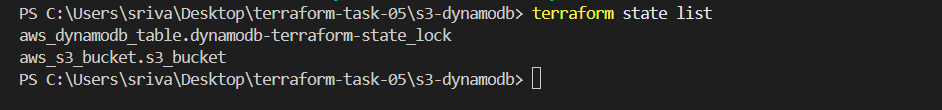 PS C:\Users\sriva\Desktop\terraform-task-05\s3-dynamodb> terraform state list
aws_dynamodb_table.dynamodb-terraform-state_lock
aws_s3_bucket.s3_bucket
PS C:\Users\sriva\Desktop\terraform-task-05\s3-dynamodb>